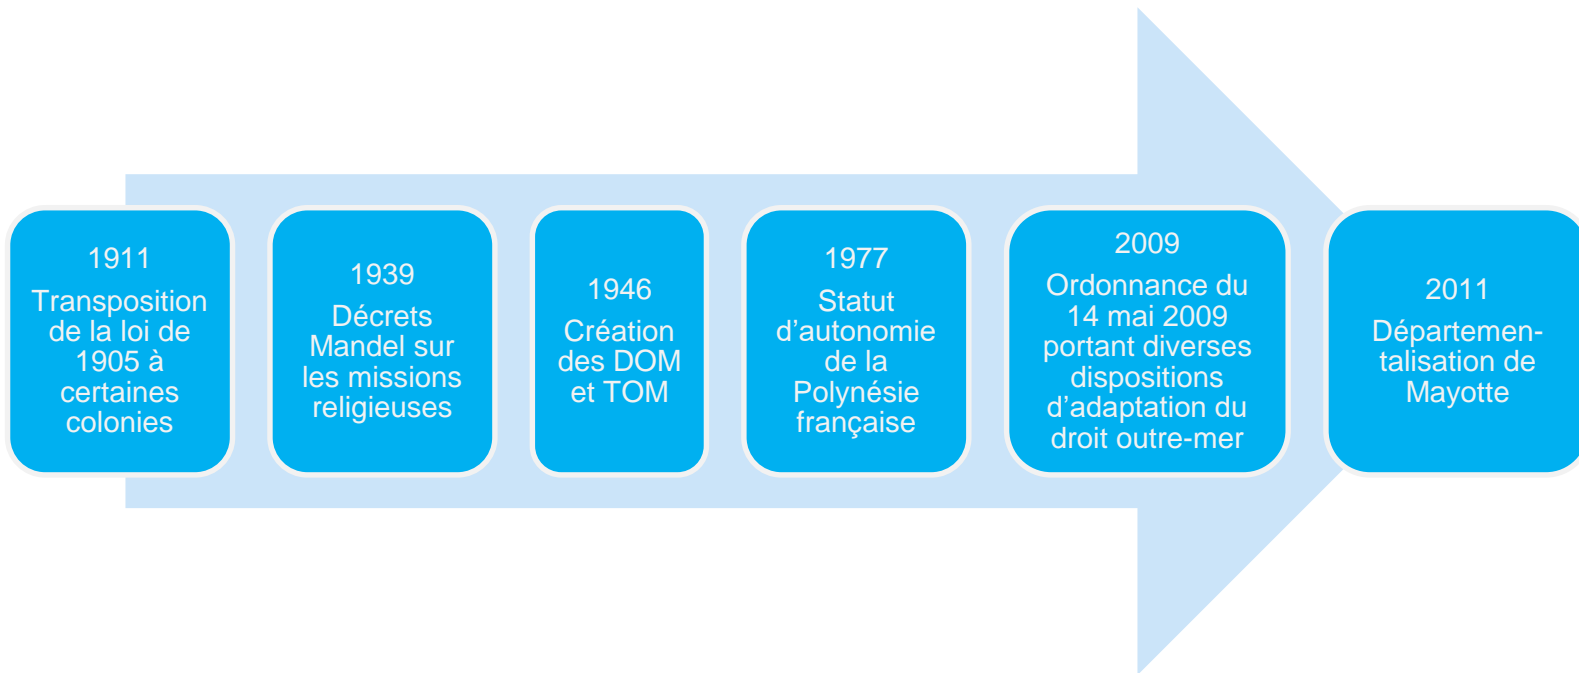 1911
Transposition
de la loi de
1905 à
certaines
colonies
1939
Décrets
Mandel sur
les missions
religieuses
1946
Création
des DOM
et TOM
1977
Statut
d’autonomie
de la
Polynésie
française
2009
Ordonnance du
14 mai 2009
portant diverses
dispositions
d’adaptation du
droit outre-mer
2011
Départemen-
talisation de
Mayotte